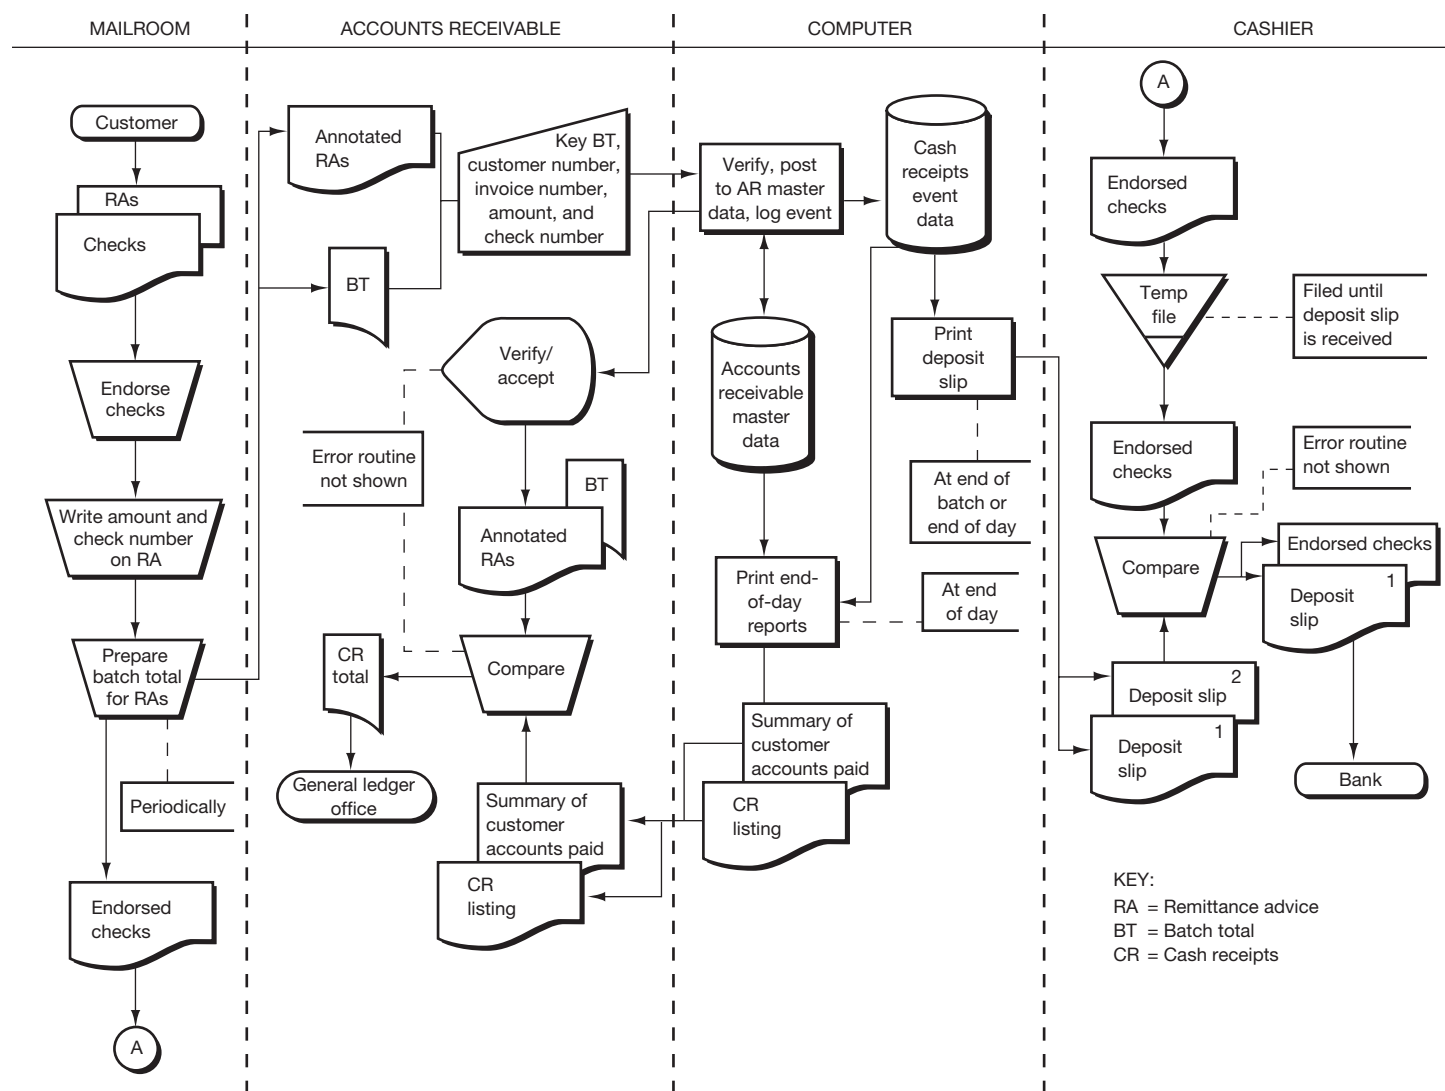 MAILROOM
ACCOUNTS RECEIVABLE
COMPUTER
CASHIER
Customer
RAs
Checks
Endorse
checks
Write amount and
check number
on RA
Prepare
batch total
for RAs
Periodically
Endorsed
checks
A
Annotated
RAs
BT
Key BT,
customer number,
invoice number,
amount, and
check number
Verify/
accept
Error routine
not shown
BT
Annotated
RAs
Compare
CR
total
General ledger
office
Summary of
customer
accounts paid
CR
listing
Verify, post
to AR master
data, log event
Cash
receipts
event
data
Accounts
receivable
master
data
Print
deposit
slip
At end of
batch or
end of day
Print end-
of-day
reports
At end
of day
Summary of
customer
accounts paid
CR
listing
A
Endorsed
checks
Temp
file
Filed until
deposit slip
is received
Endorsed
checks
Error routine
not shown
Compare
Endorsed checks
1
Deposit
slip
2
Deposit slip
1
Deposit
slip
Bank
KEY:
RA = Remittance advice
BT = Batch total
CR = Cash receipts